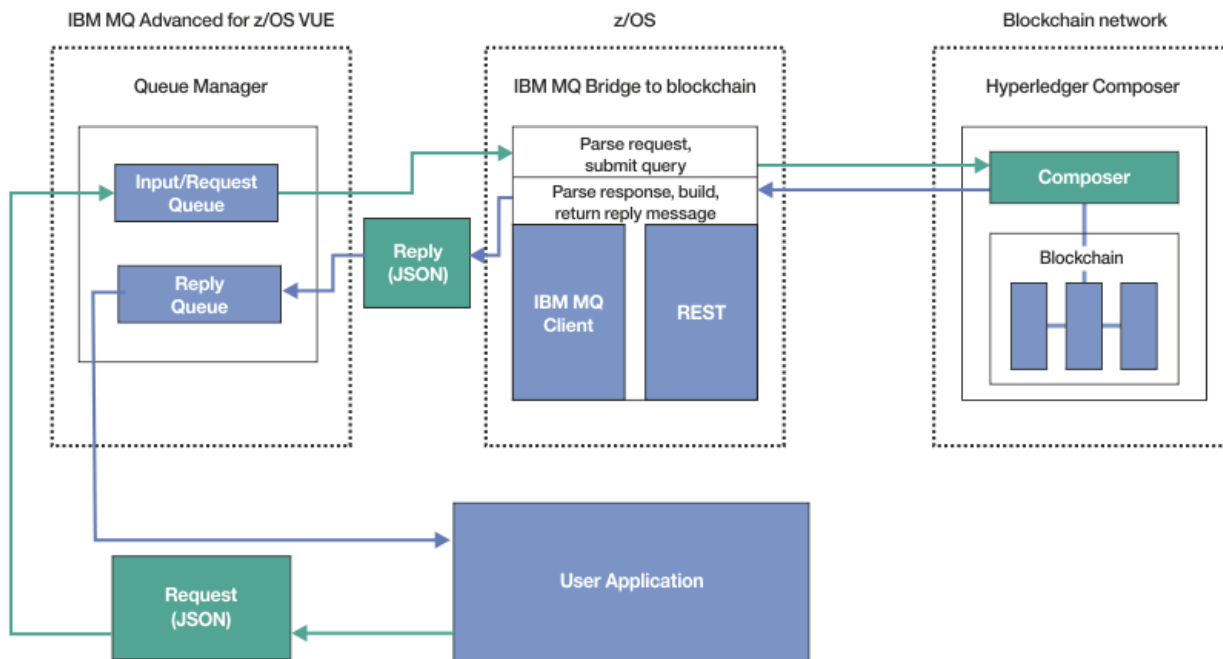 IBM MQ Advanced for z/OS VUE
z/OS
Blockchain network
Queue Manager
IBM MQ Bridge to blockchain
Hyperledger Composer
Parse request,
submit query
Input/Request
Queue
Composer
Parse response, build,
return reply message
Reply
(JSON)
Reply
Queue
Blockchain
IBM MQ
Client
REST
User Application
Request
(JSON)